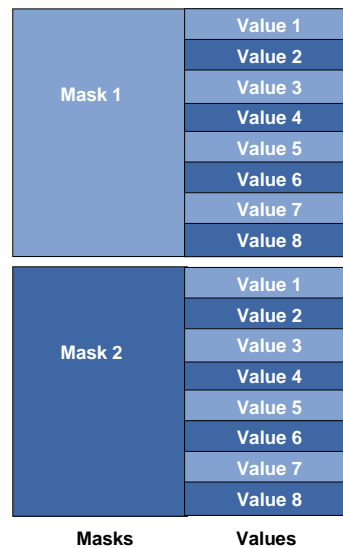 Mask 1
Value 1
Value 2
Value 3
Value 4
Value 5
Value 6
Value 7
Value 8
Mask 2
Value 1
Value 2
Value 3
Value 4
Value 5
Value 6
Value 7
Value 8
Masks Values